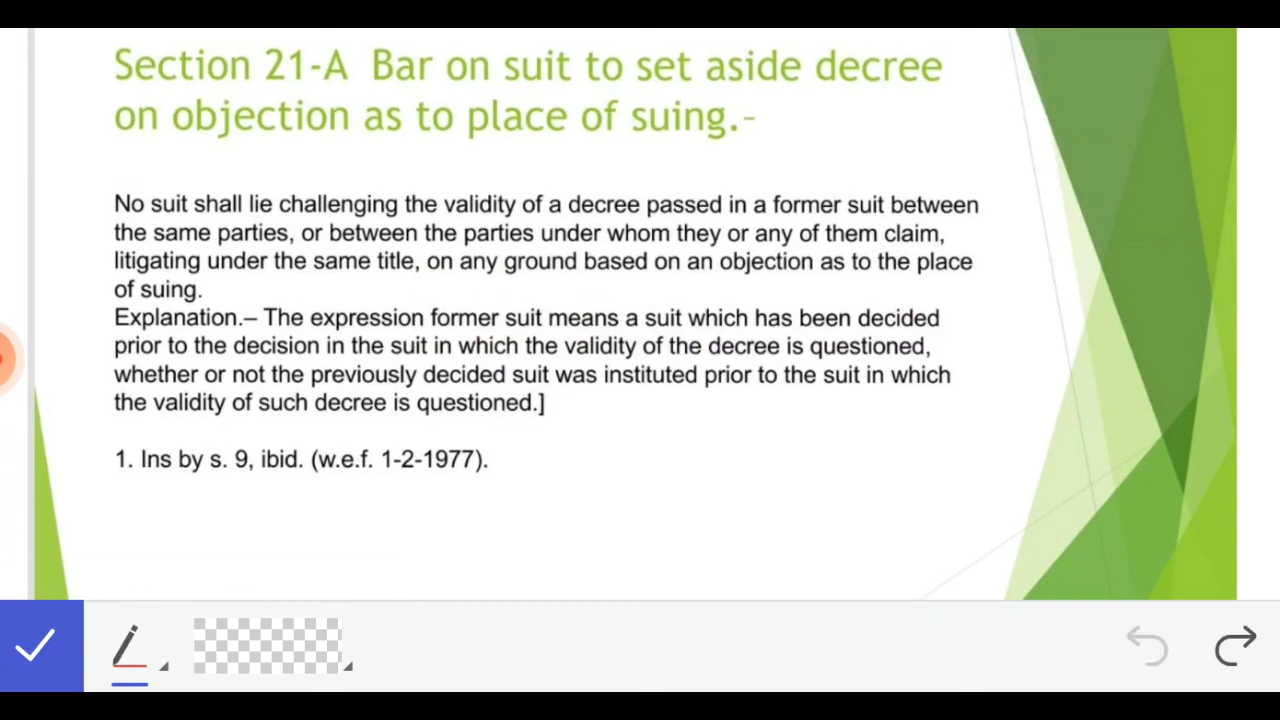 Section 21-A  Bar on suit to set aside decree
on objection as to place of suing.-
No suit shall lie challenging the validity of a decree passed in a former suit between
the same parties, or between the parties under whom they or any of them claim,
litigating under the same title, on any ground based on an objection as to the place
of suing.
Explanation.– The expression former suit means a suit which has been decided
prior to the decision in the suit in which the validity of the decree is questioned,
whether or not the previously decided suit was instituted prior to the suit in which
the validity of such decree is questioned.]
1. Ins by s. 9, ibid. (w.e.f. 1-2-1977).